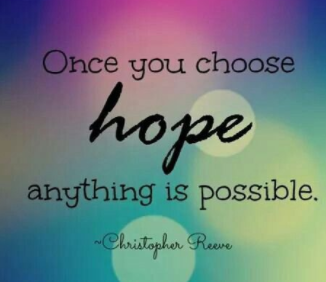 Once you choose
hope
anything is possible.
~Christopher Reeve